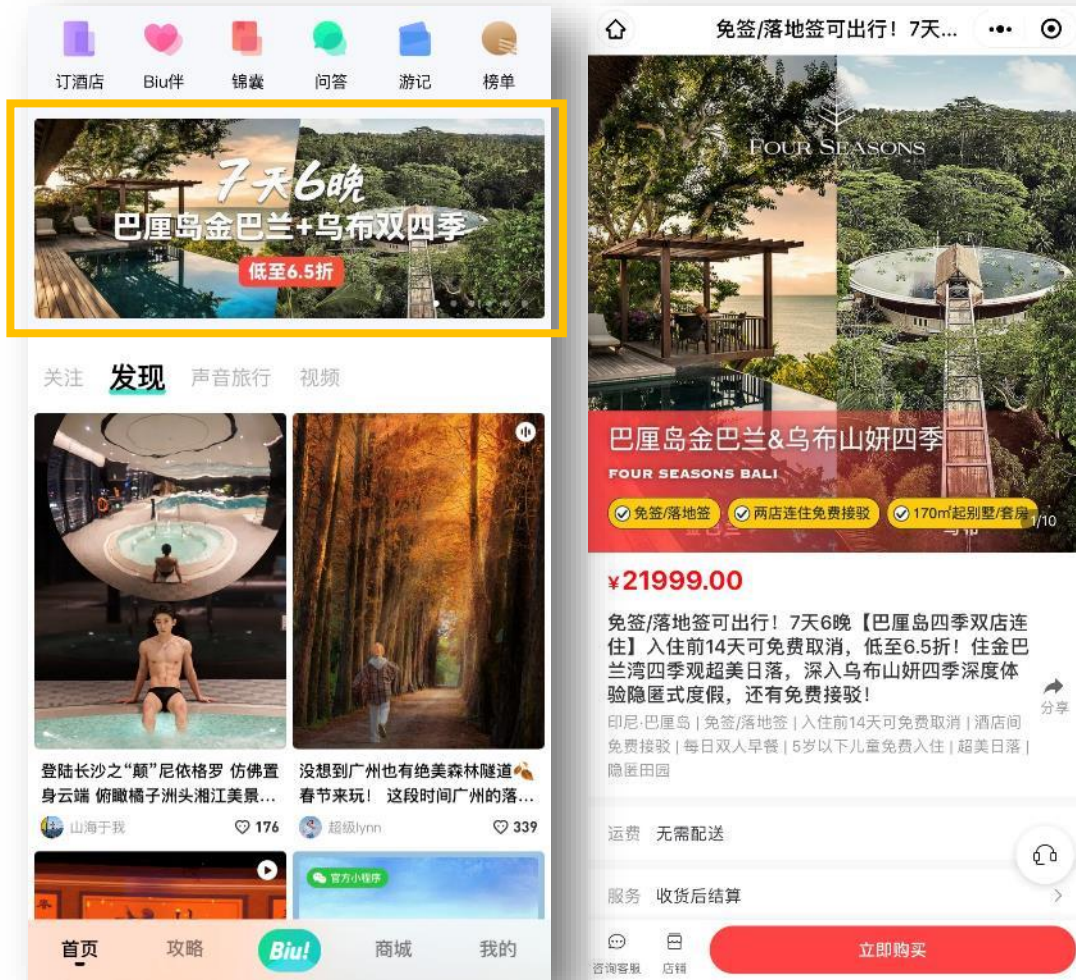 订酒店 Biu伴 锦囊 问答 游记 榜单
7天6晚
巴厘岛金巴兰+乌布双四季
低至6.5折
关注 发现 声音旅行 视频
登陆长沙之“颠”尼依格罗 仿佛置
身云端 俯瞰橘子洲头湘江美景...
山海于我 176
没想到广州也有绝美森林隧道🍂
春节来玩！ 这段时间广州的落...
超级lynn 339
官方小程序
首页 攻略 Biu! 商城 我的
免签/落地签可出行！7天...
FOUR SEASONS
巴厘岛金巴兰&乌布山妍四季
FOUR SEASONS BALI
免签/落地签 两店连住免费接驳 170㎡起别墅/套房
1/10
¥21999.00
免签/落地签可出行！7天6晚【巴厘岛四季双店连
住】入住前14天可免费取消，低至6.5折！住金巴
兰湾四季观超美日落，深入乌布山妍四季深度体
验隐匿式度假，还有免费接驳！
分享
印尼·巴厘岛 | 免签/落地签 | 入住前14天可免费取消 | 酒店间
免费接驳 | 每日双人早餐 | 5岁以下儿童免费入住 | 超美日落 |
隐匿田园
运费 无需配送
服务 收货后结算
咨询客服 店铺 立即购买